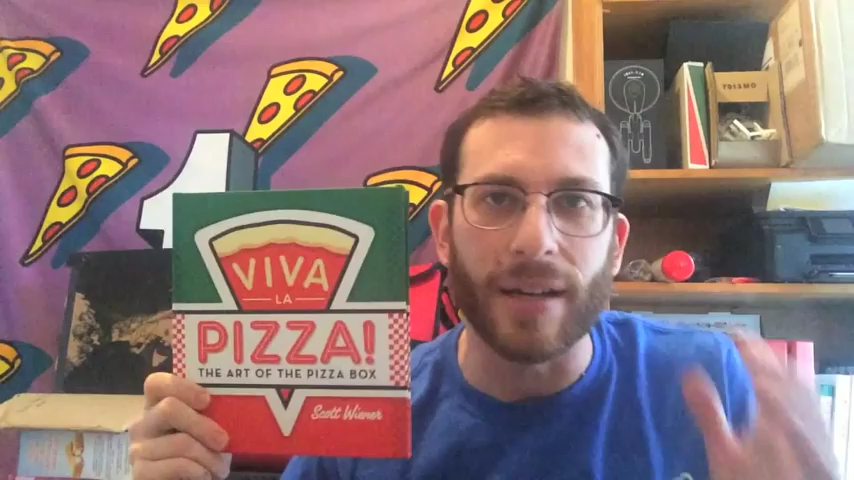 VIVA
LA
PIZZA!
THE ART OF THE PIZZA BOX
Scott Wiener